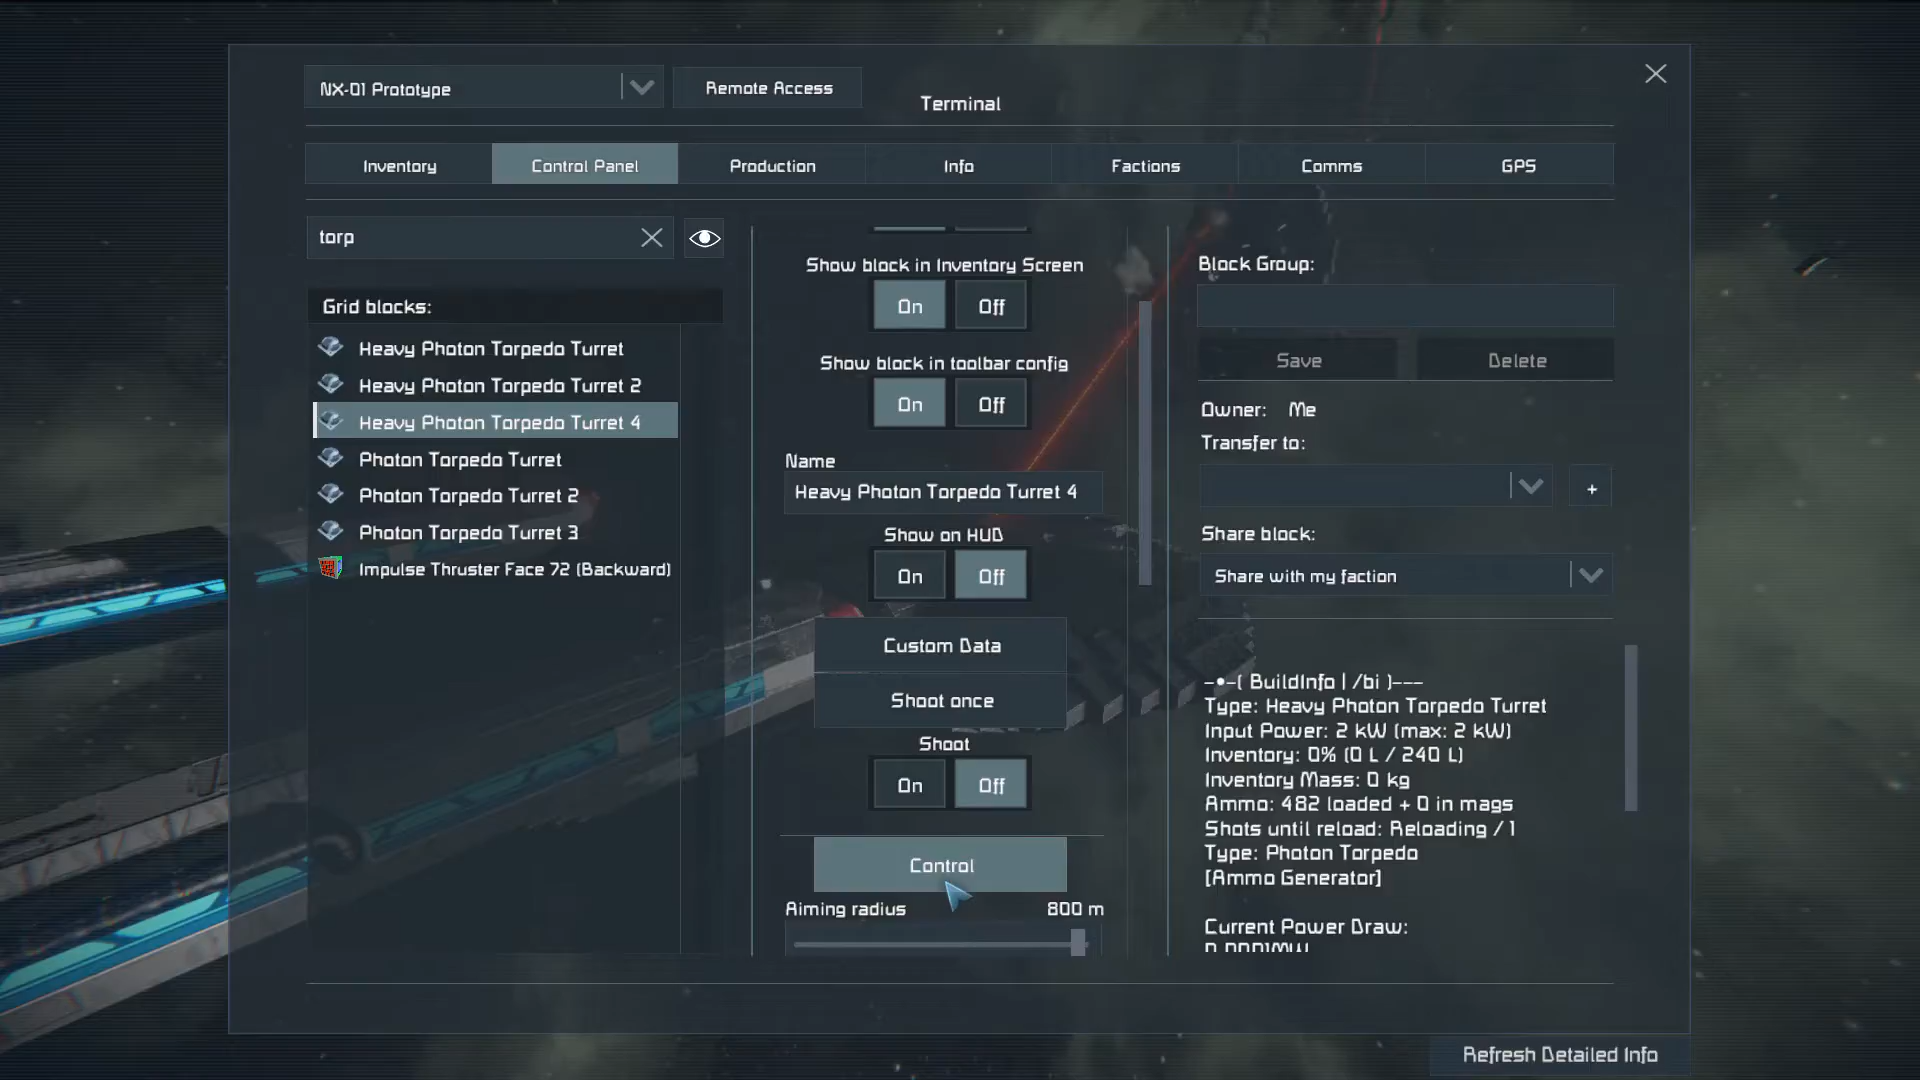 NX-01 Prototype
Remote Access
Terminal
Inventory
Control Panel
Production
Info
Factions
Comms
GPS
torp
Grid blocks:
Heavy Photon Torpedo Turret
Heavy Photon Torpedo Turret 2
Heavy Photon Torpedo Turret 4
Photon Torpedo Turret
Photon Torpedo Turret 2
Photon Torpedo Turret 3
Impulse Thruster Face 72 (Backward)
Show block in Inventory Screen
On Off
Show block in toolbar config
On Off
Name
Heavy Photon Torpedo Turret 4
Show on HUD
On Off
Custom Data
Shoot once
Shoot
On Off
Control
Aiming radius 800 m
Block Group:
Save Delete
Owner: Me
Transfer to:
+
Share block:
Share with my faction
-•-( BuildInfo | /bi )---
Type: Heavy Photon Torpedo Turret
Input Power: 2 kW (max: 2 kW)
Inventory: 0% (0 L / 240 L)
Inventory Mass: 0 kg
Ammo: 482 loaded + 0 in mags
Shots until reload: Reloading / 1
Type: Photon Torpedo
[Ammo Generator]
Current Power Draw:
0.0001MW
Refresh Detailed Info